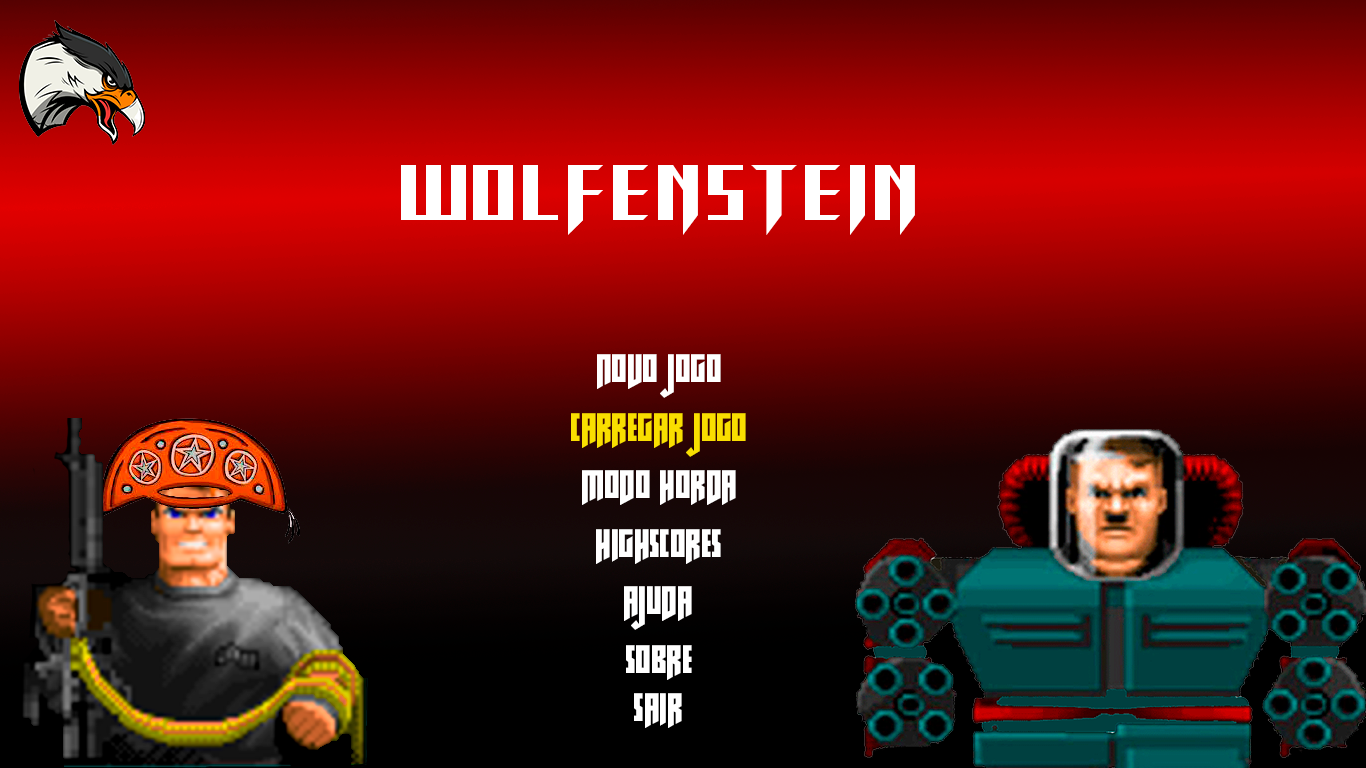 WOLFENSTEIN
NOVO JOGO
CARREGAR JOGO
MODO HORDA
HIGHSCORES
AJUDA
SOBRE
SAIR